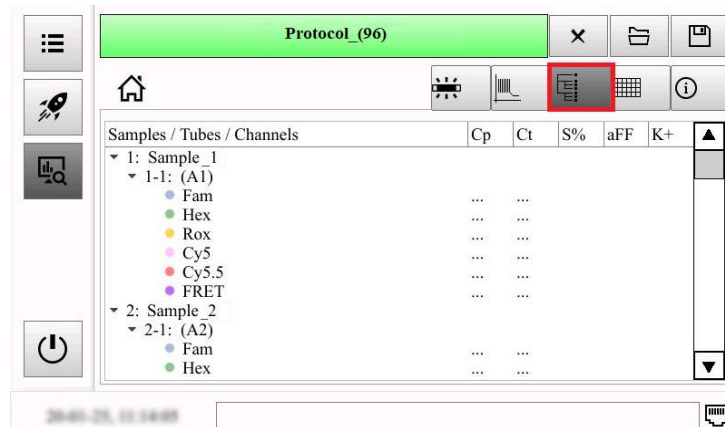 Protocol_(96)
Samples / Tubes / Channels Cp Ct S% aFF K+
1: Sample_1
1-1: (A1)
Fam ... ...
Hex ... ...
Rox ... ...
Cy5 ... ...
Cy5.5 ... ...
FRET ... ...
2: Sample_2
2-1: (A2)
Fam ... ...
Hex ... ...